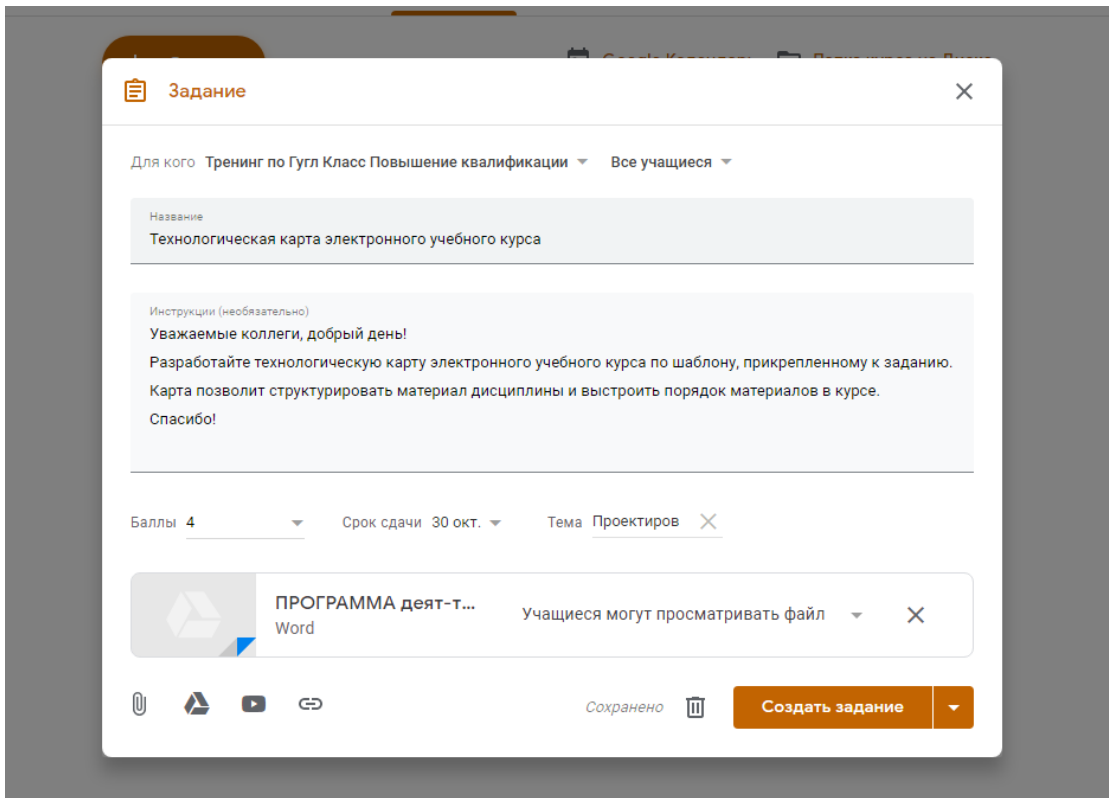 Задание
Для кого Тренинг по Гугл Класс Повышение квалификации Все учащиеся
Название
Технологическая карта электронного учебного курса
Инструкции (необязательно)
Уважаемые коллеги, добрый день!
Разработайте технологическую карту электронного учебного курса по шаблону, прикрепленному к заданию.
Карта позволит структурировать материал дисциплины и выстроить порядок материалов в курсе.
Спасибо!
Баллы 4 Срок сдачи 30 окт. Тема Проектиров
ПРОГРАММА деят-т...
Word
Учащиеся могут просматривать файл
Сохранено Создать задание